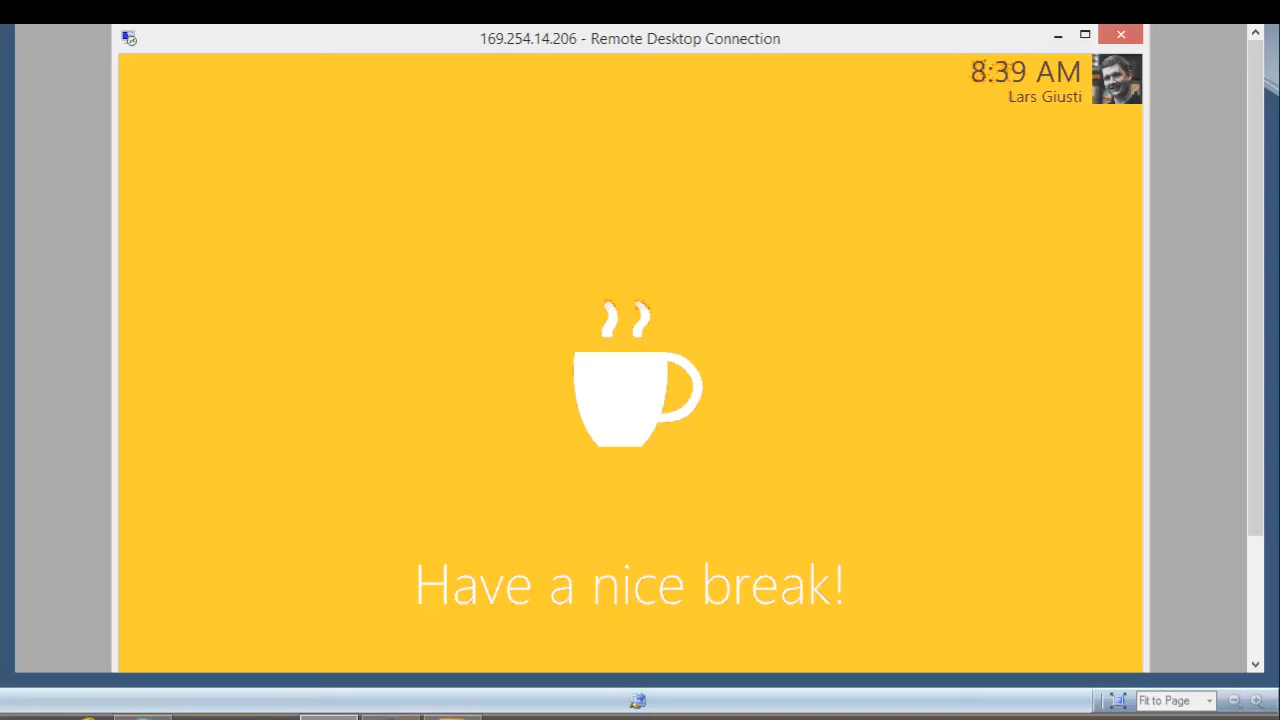 169.254.14.206 - Remote Desktop Connection
8:39 AM
Lars Giusti
Have a nice break!
Fit to Page